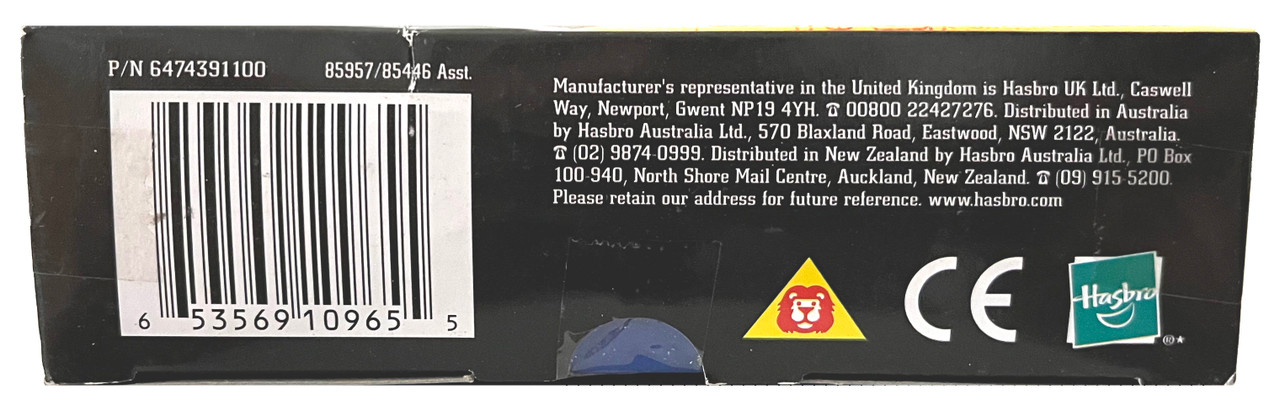 P/N 6474391100 85957/85446 Asst.
6 53569 10965 5
Manufacturer's representative in the United Kingdom is Hasbro UK Ltd., Caswell
Way, Newport, Gwent NP19 4YH. ☎ 00800 22427276. Distributed in Australia
by Hasbro Australia Ltd., 570 Blaxland Road, Eastwood, NSW 2122, Australia.
☎ (02) 9874-0999. Distributed in New Zealand by Hasbro Australia Ltd., PO Box
100-940, North Shore Mail Centre, Auckland, New Zealand. ☎ (09) 915-5200.
Please retain our address for future reference. www.hasbro.com
CE
Hasbro
®*